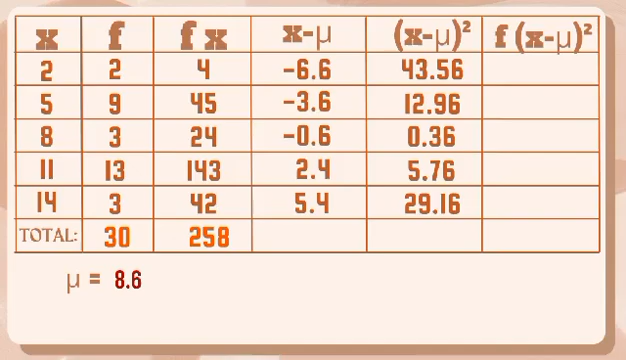 x f f x x-μ (x-μ)² f (x-μ)²
2 2 4 -6.6 43.56
5 9 45 -3.6 12.96
8 3 24 -0.6 0.36
11 13 143 2.4 5.76
14 3 42 5.4 29.16
TOTAL: 30 258
μ = 8.6